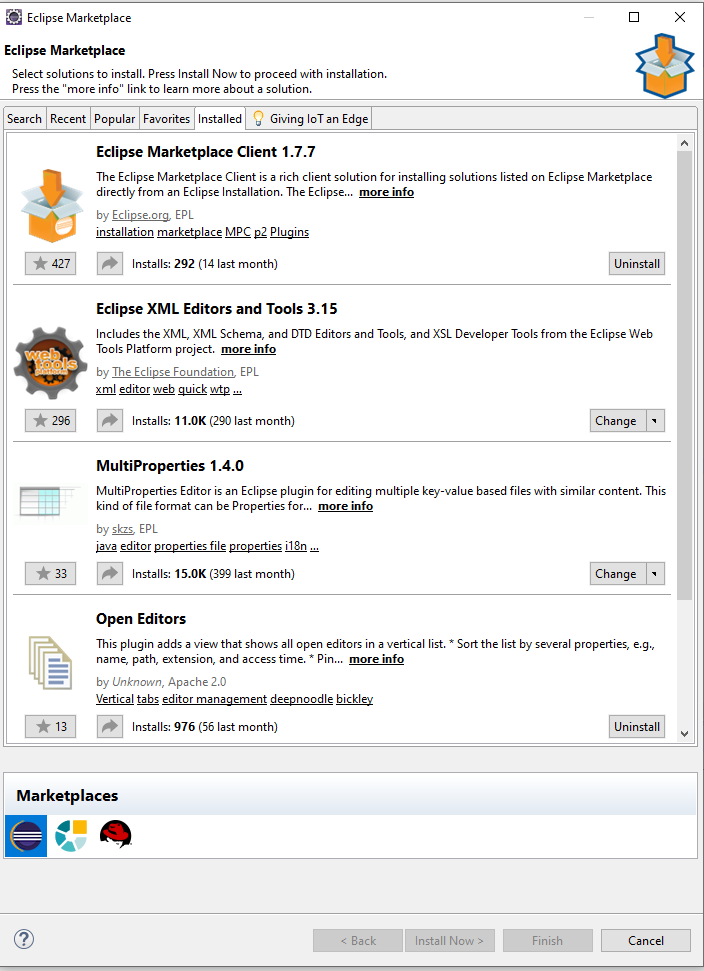 Eclipse Marketplace
Eclipse Marketplace
Select solutions to install. Press Install Now to proceed with installation.
Press the "more info" link to learn more about a solution.
Search Recent Popular Favorites Installed Giving IoT an Edge
Eclipse Marketplace Client 1.7.7
The Eclipse Marketplace Client is a rich client solution for installing solutions listed on Eclipse Marketplace
directly from an Eclipse Installation. The Eclipse... more info
by Eclipse.org, EPL
installation marketplace MPC p2 Plugins
427 Installs: 292 (14 last month) Uninstall
Eclipse XML Editors and Tools 3.15
Includes the XML, XML Schema, and DTD Editors and Tools, and XSL Developer Tools from the Eclipse Web
Tools Platform project. more info
web
tools
platform
by The Eclipse Foundation, EPL
xml editor web quick wtp ...
296 Installs: 11.0K (290 last month) Change
MultiProperties 1.4.0
MultiProperties Editor is an Eclipse plugin for editing multiple key-value based files with similar content. This
kind of file format can be Properties for... more info
by skzs, EPL
java editor properties file properties i18n ...
33 Installs: 15.0K (399 last month) Change
Open Editors
This plugin adds a view that shows all open editors in a vertical list. * Sort the list by several properties, e.g.,
name, path, extension, and access time. * Pin... more info
by Unknown, Apache 2.0
Vertical tabs editor management deepnoodle bickley
13 Installs: 976 (56 last month) Uninstall
Marketplaces
? < Back Install Now > Finish Cancel